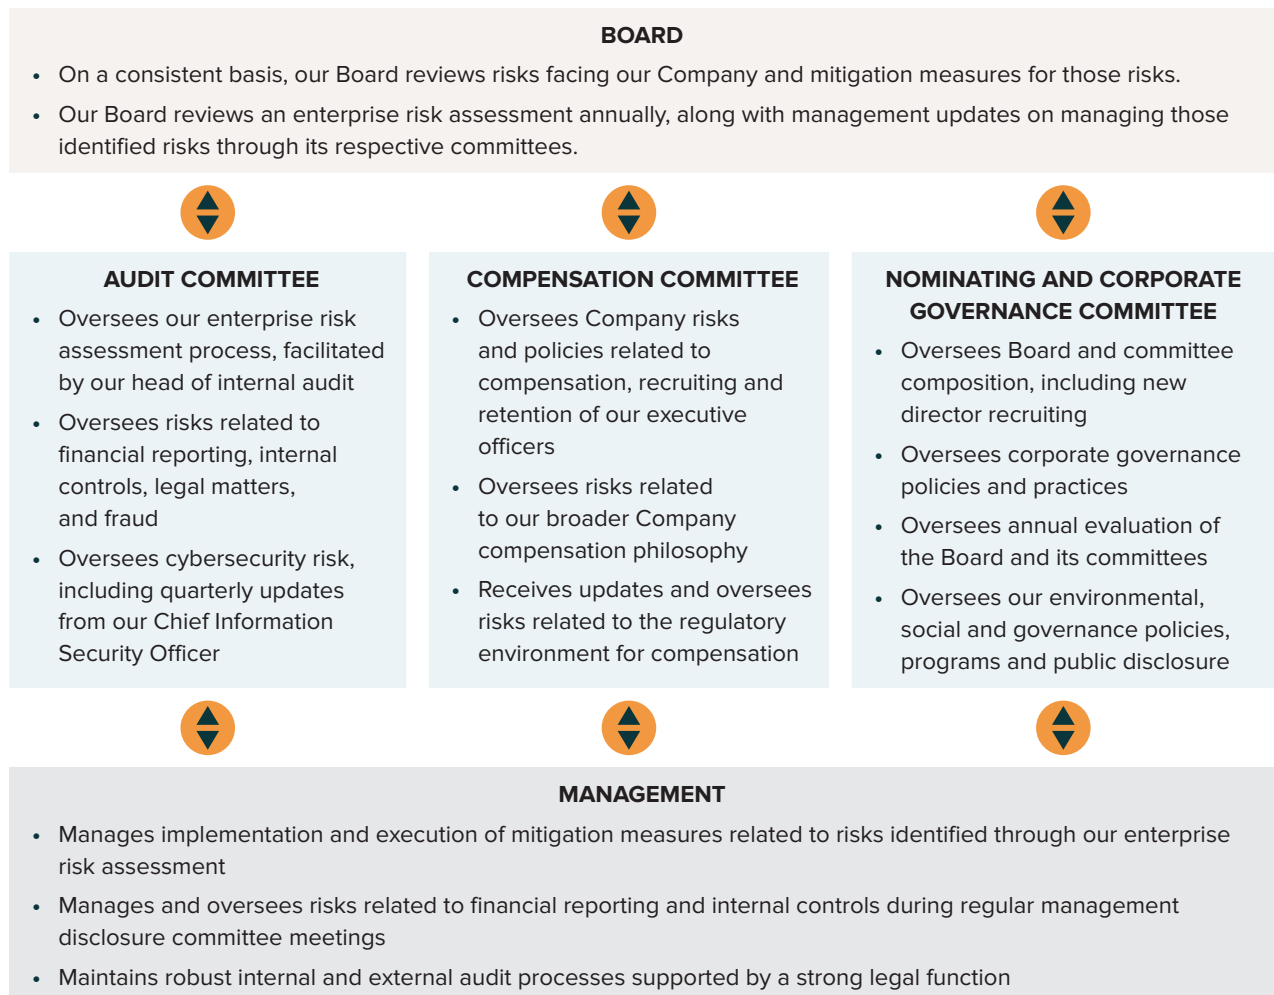 BOARD
• On a consistent basis, our Board reviews risks facing our Company and mitigation measures for those risks.
• Our Board reviews an enterprise risk assessment annually, along with management updates on managing those
identified risks through its respective committees.
AUDIT COMMITTEE
• Oversees our enterprise risk
assessment process, facilitated
by our head of internal audit
• Oversees risks related to
financial reporting, internal
controls, legal matters,
and fraud
• Oversees cybersecurity risk,
including quarterly updates
from our Chief Information
Security Officer
COMPENSATION COMMITTEE
• Oversees Company risks
and policies related to
compensation, recruiting and
retention of our executive
officers
• Oversees risks related
to our broader Company
compensation philosophy
• Receives updates and oversees
risks related to the regulatory
environment for compensation
NOMINATING AND CORPORATE
GOVERNANCE COMMITTEE
• Oversees Board and committee
composition, including new
director recruiting
• Oversees corporate governance
policies and practices
• Oversees annual evaluation of
the Board and its committees
• Oversees our environmental,
social and governance policies,
programs and public disclosure
MANAGEMENT
• Manages implementation and execution of mitigation measures related to risks identified through our enterprise
risk assessment
• Manages and oversees risks related to financial reporting and internal controls during regular management
disclosure committee meetings
• Maintains robust internal and external audit processes supported by a strong legal function